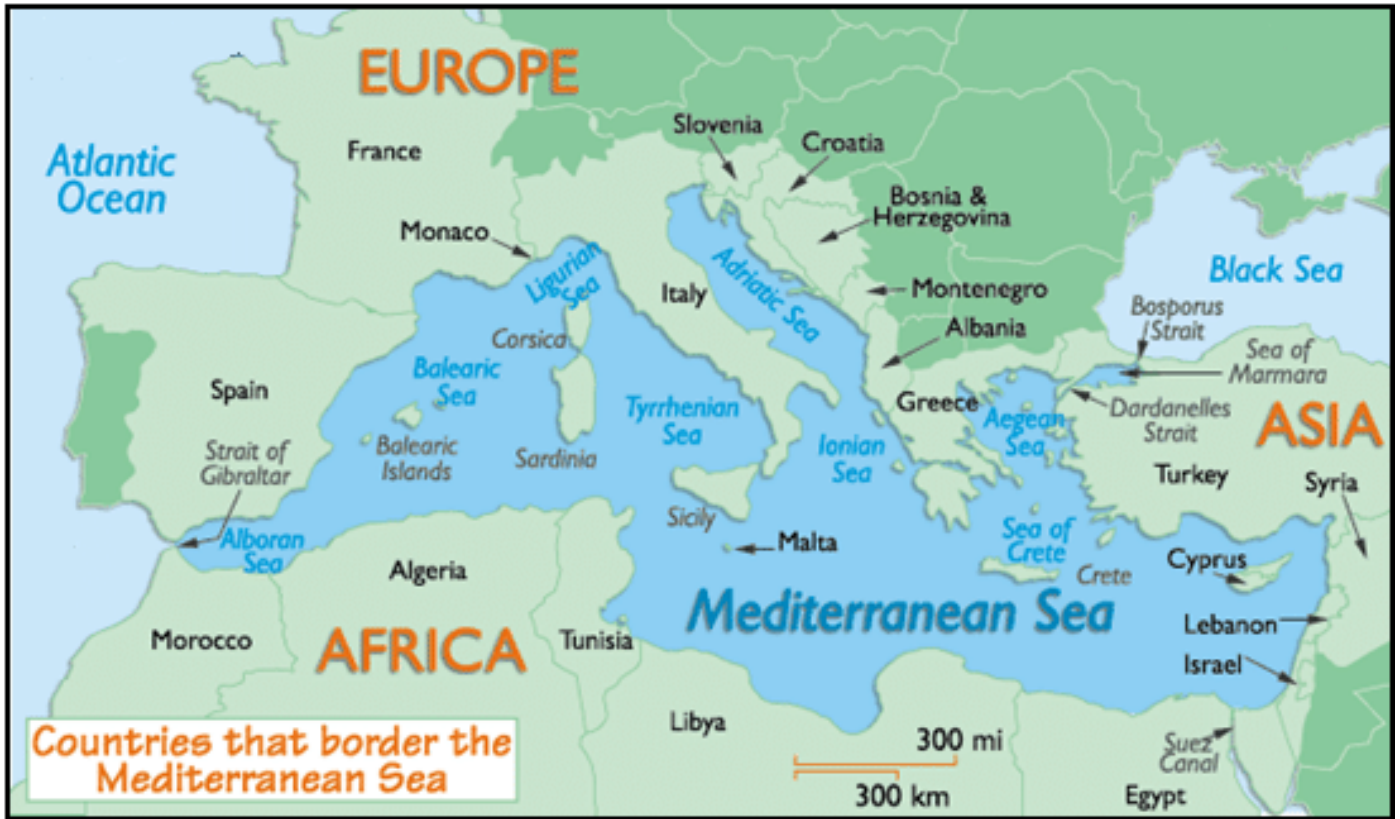 EUROPE
Slovenia
Croatia
Atlantic
Ocean
France
Bosnia &
Herzegovina
Monaco
Ligurian
Sea
Adriatic Sea
Italy
Black Sea
Montenegro
Bosporus
Strait
Albania
Corsica
Sea of
Marmara
Balearic
Sea
Spain
Tyrrhenian
Sea
Greece
Aegean
Sea
Dardanelles
Strait
ASIA
Strait of
Gibraltar
Balearic
Islands
Sardinia
Ionian
Sea
Turkey
Syria
Sicily
Alboran
Sea
Malta
Sea of
Crete
Crete
Cyprus
Algeria
Mediterranean Sea
Lebanon
Morocco
AFRICA
Tunisia
Israel
Libya
Countries that border the
Mediterranean Sea
300 mi
300 km
Suez
Canal
Egypt